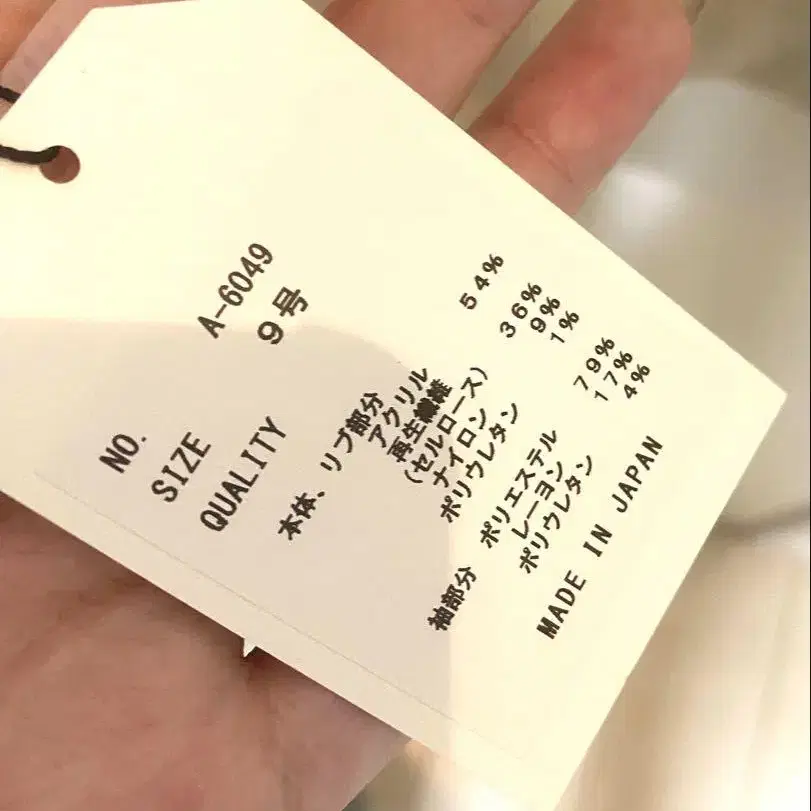 NO. A-6049
SIZE 9号
QUALITY
本体、リブ部分
アクリル 54%
再生繊維
(セルロース) 36%
ナイロン 9%
ポリウレタン 1%
袖部分 ポリエステル 79%
レーヨン 17%
ポリウレタン 4%
MADE IN JAPAN